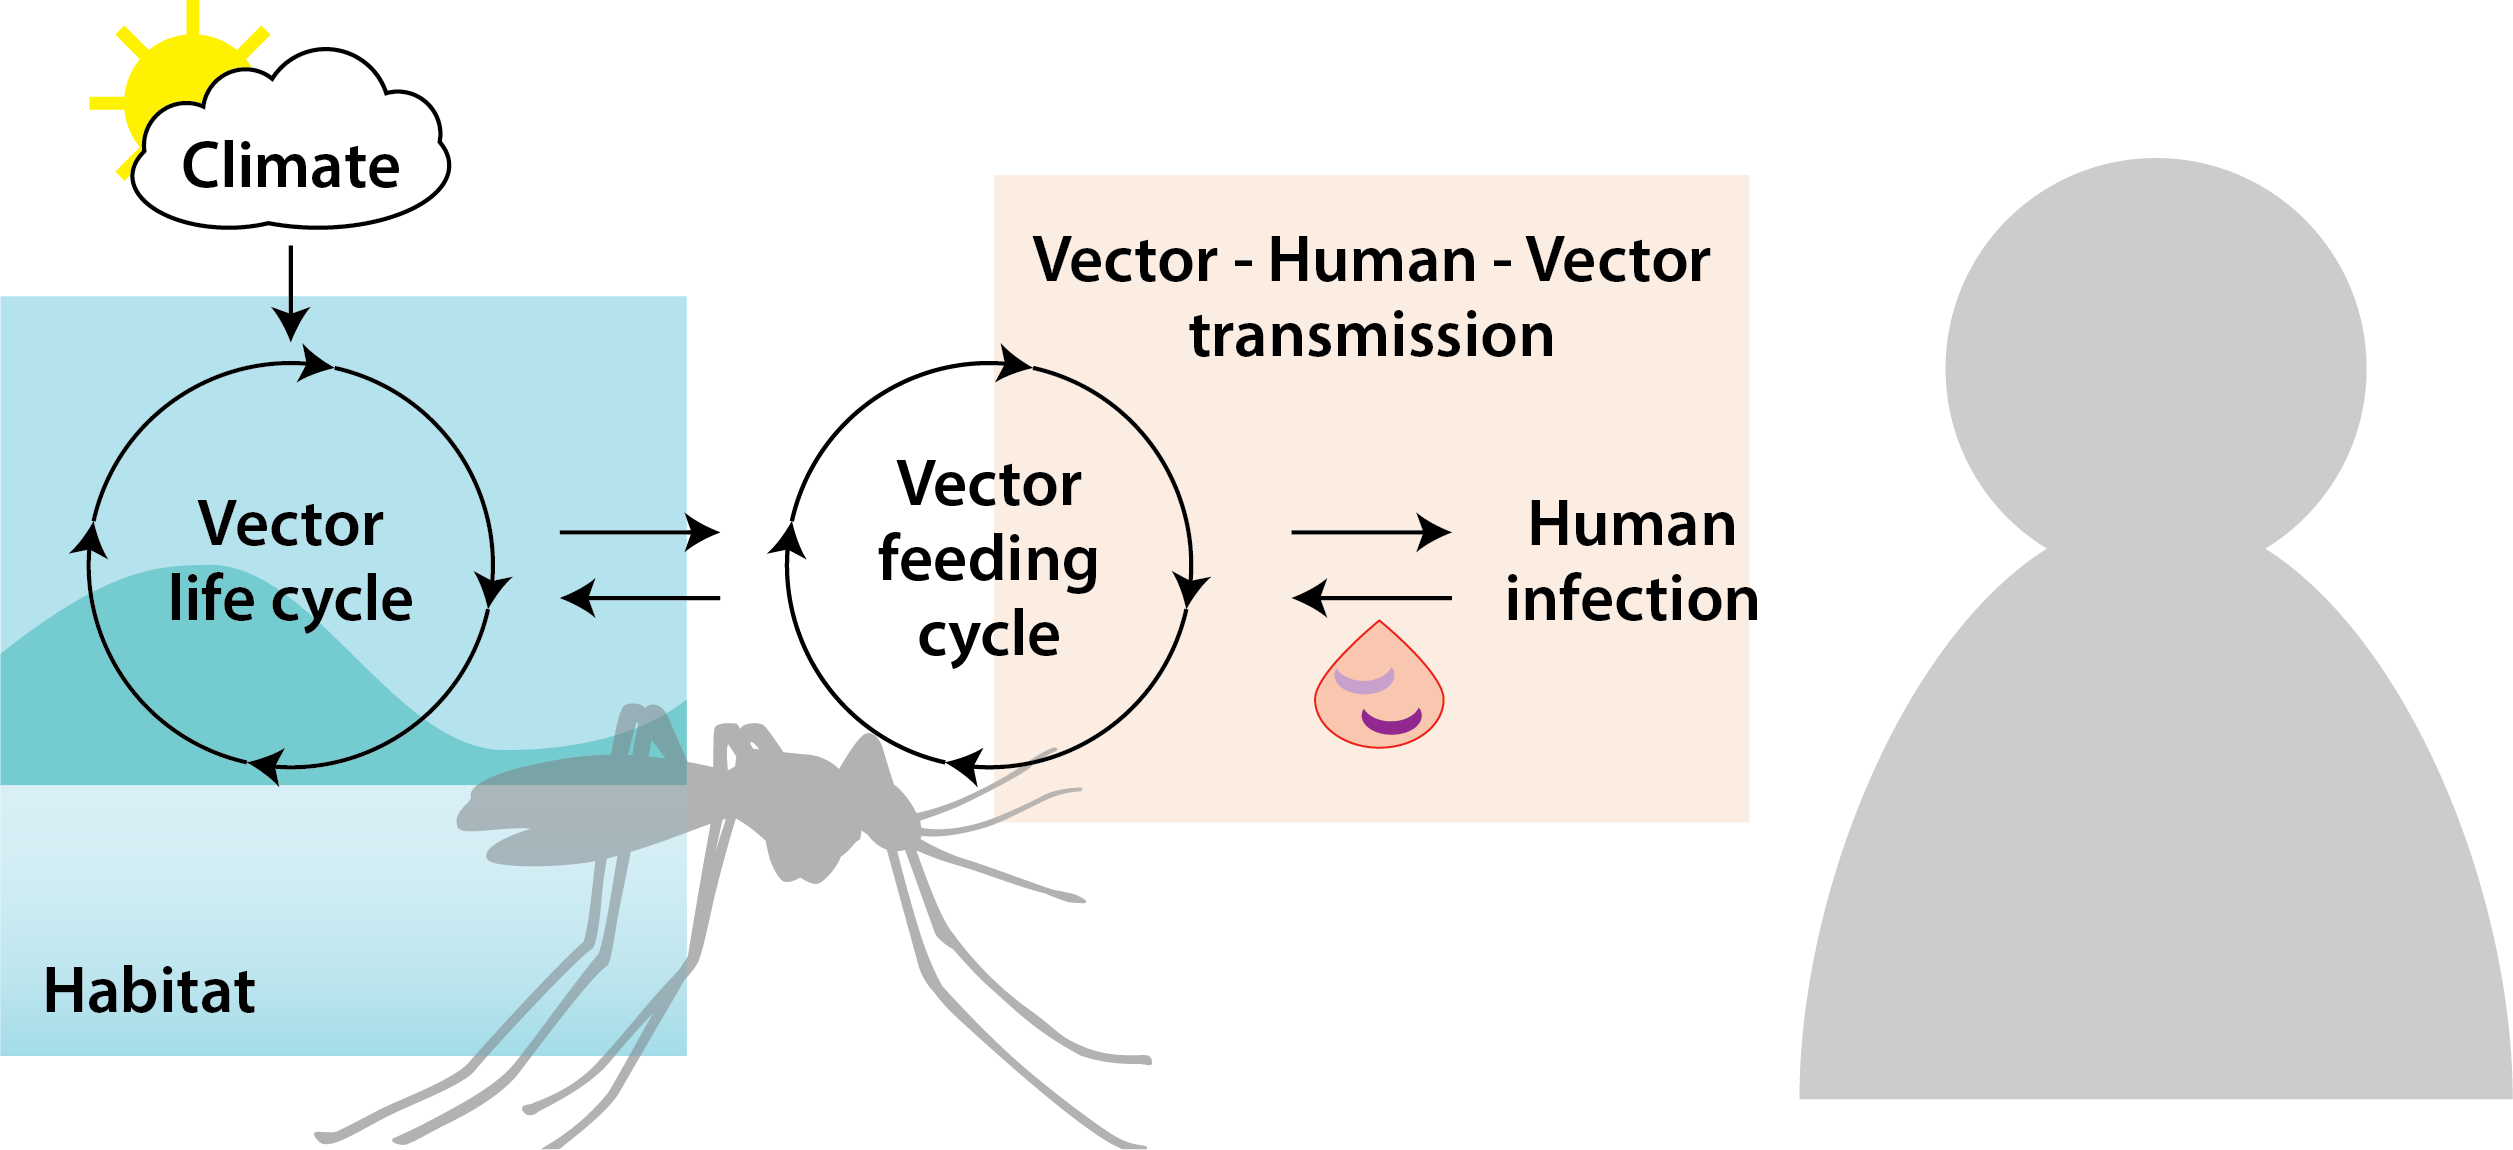 Climate
Vector - Human - Vector
transmission
Vector
life cycle
Vector
feeding
cycle
Human
infection
Habitat